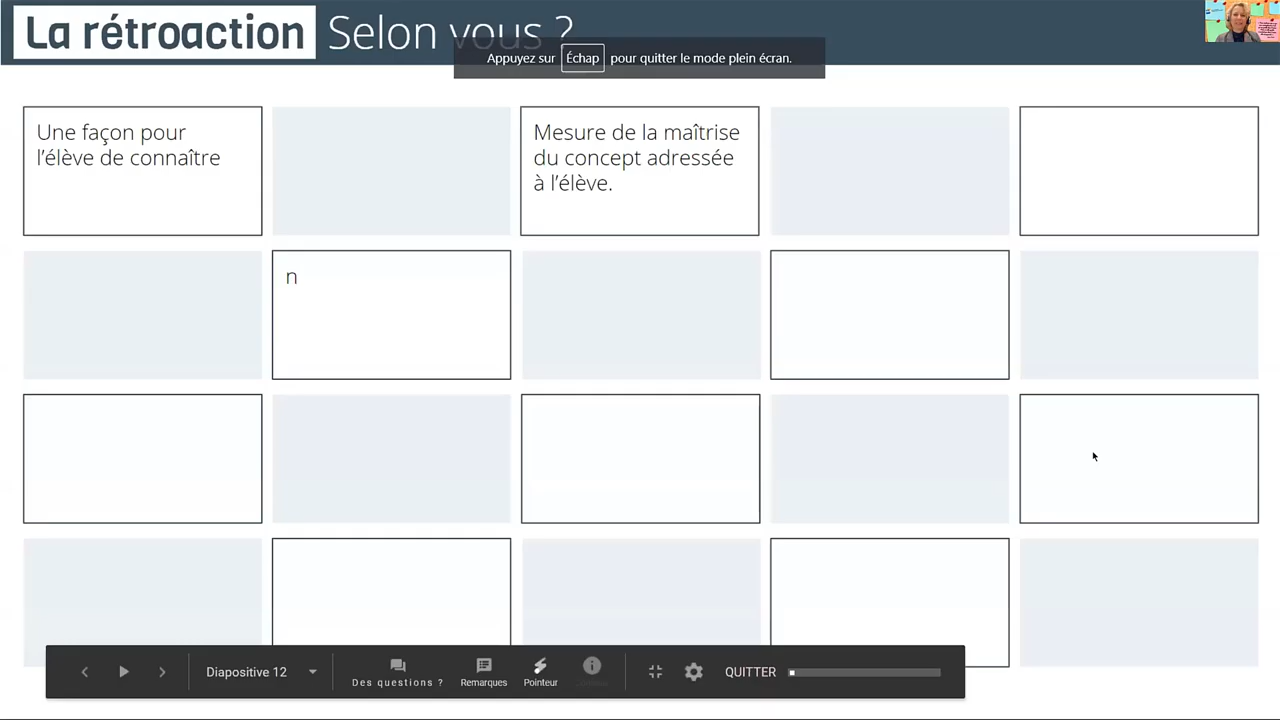 La rétroaction Selon vous ?
Appuyez sur Échap pour quitter le mode plein écran.
Une façon pour
l'élève de connaître
Mesure de la maîtrise
du concept adressée
à l'élève.
n
Diapositive 12
Des questions ?
Remarques
Pointeur
QUITTER